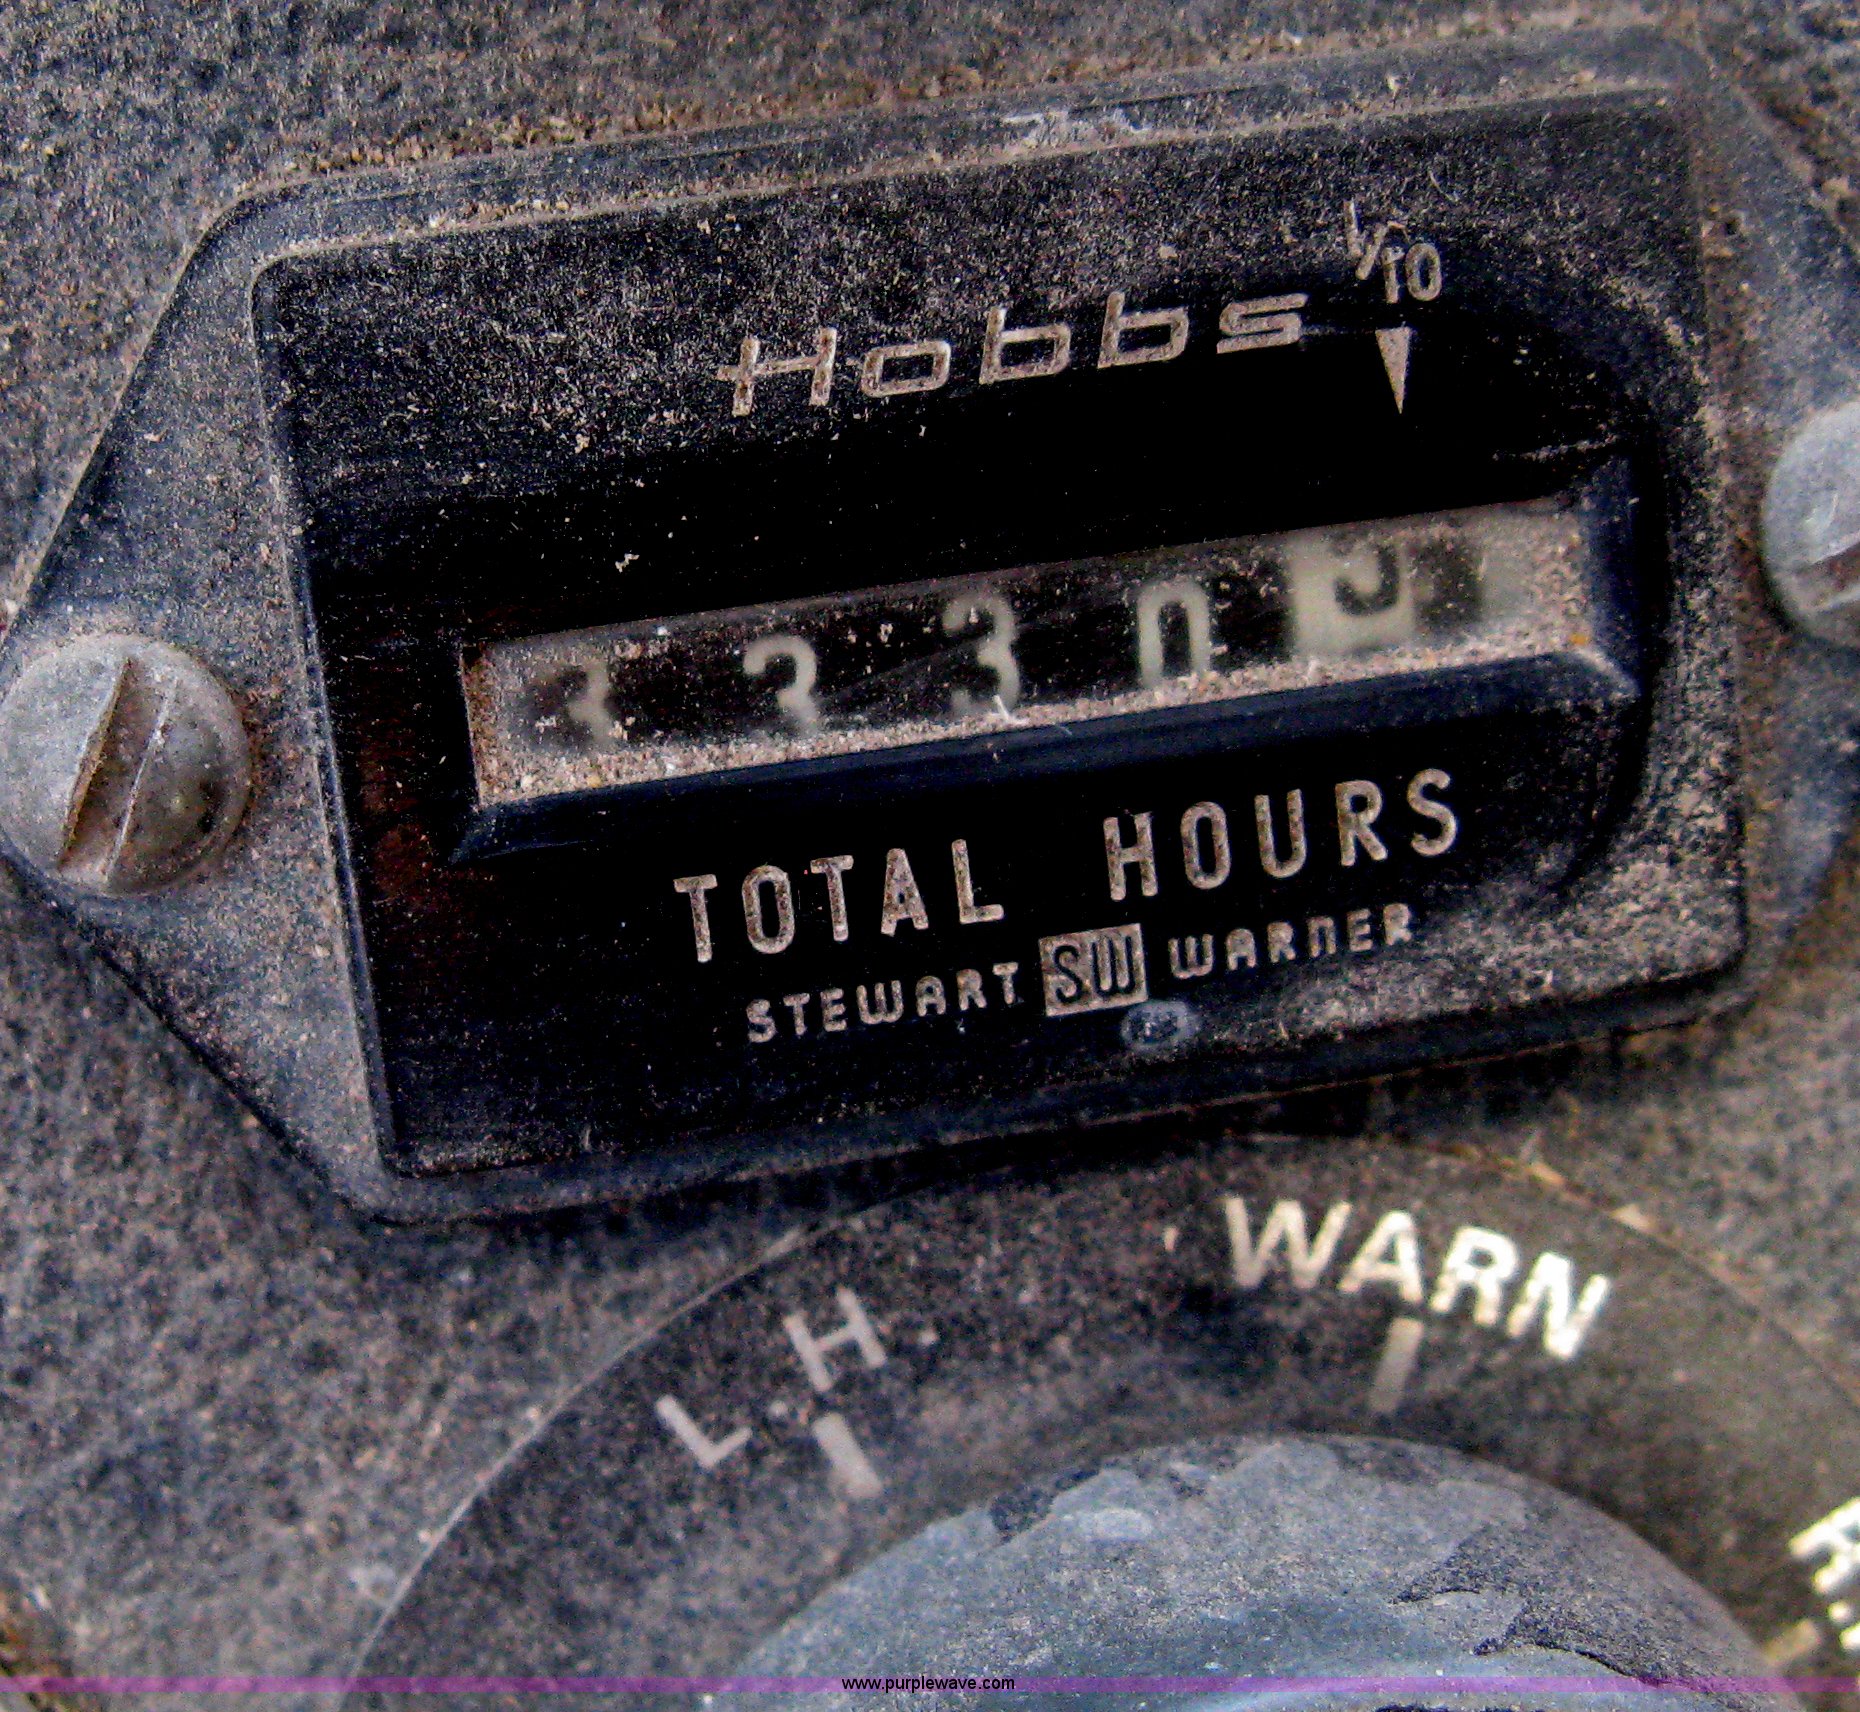 Hobbs
1/10
3 3 3 0
TOTAL HOURS
STEWART SW WARNER
WARN
H
L
www.purplewave.com